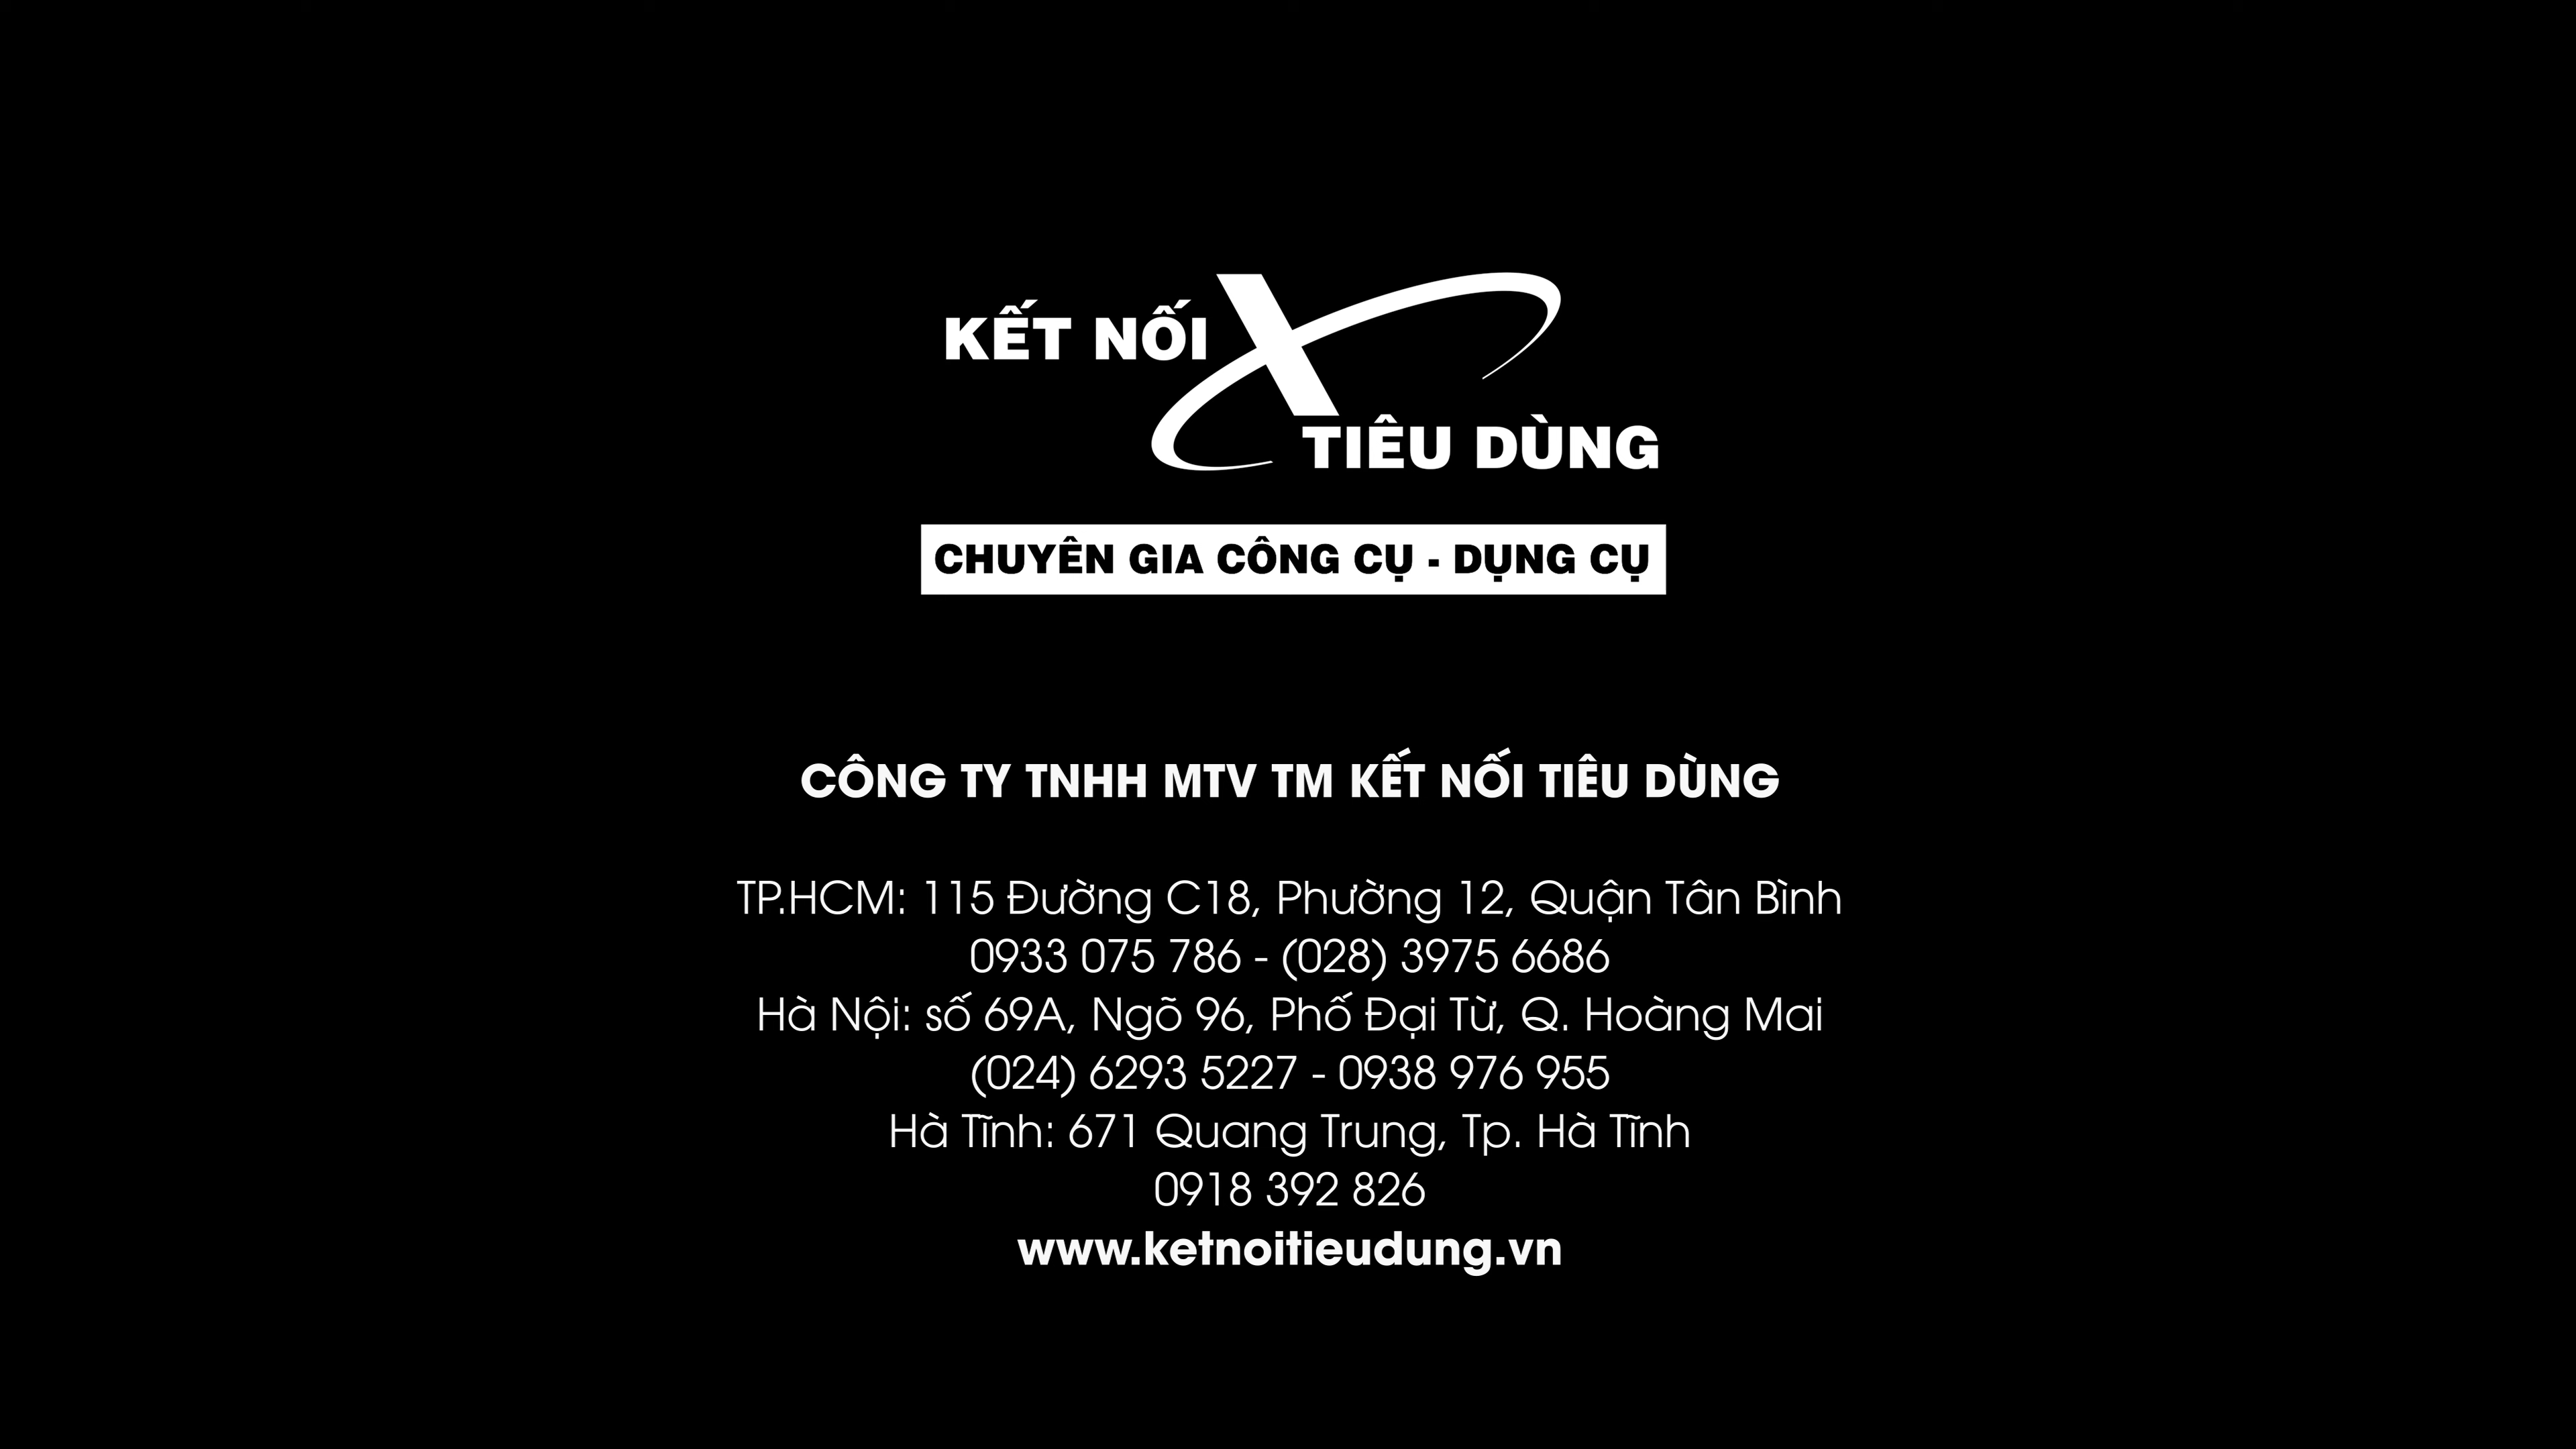 KẾT NỐI
TIÊU DÙNG
CHUYÊN GIA CÔNG CỤ - DỤNG CỤ
CÔNG TY TNHH MTV TM KẾT NỐI TIÊU DÙNG
TP.HCM: 115 Đường C18, Phường 12, Quận Tân Bình
0933 075 786 - (028) 3975 6686
Hà Nội: số 69A, Ngõ 96, Phố Đại Từ, Q. Hoàng Mai
(024) 6293 5227 - 0938 976 955
Hà Tĩnh: 671 Quang Trung, Tp. Hà Tĩnh
0918 392 826
www.ketnoitieudung.vn